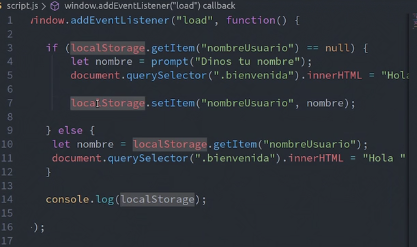 script.js > window.addEventListener("load") callback
1 window.addEventListener("load", function() {
3 if (localStorage.getItem("nombreUsuario") == null) {
4 let nombre = prompt("Dinos tu nombre");
5 document.querySelector(".bienvenida").innerHTML = "Hola
6
7 localStorage.setItem("nombreUsuario", nombre);
8
9 } else {
10 let nombre = localStorage.getItem("nombreUsuario");
11 document.querySelector(".bienvenida").innerHTML = "Hola "
12 }
13
14 console.log(localStorage);
15
16 );
17